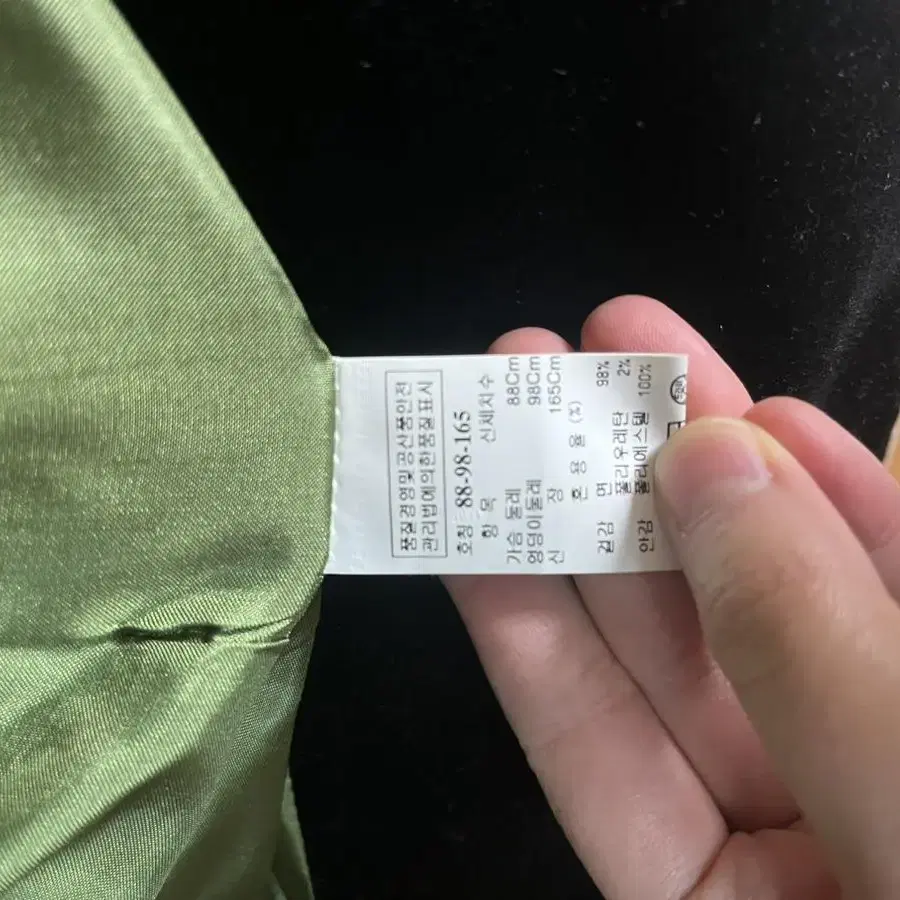 품질경영및공산품안전
관리법에의한품질표시
호칭 88-98-165
항 목 신체치수
가슴 둘레 88Cm
엉덩이둘레 98Cm
신 장 165Cm
혼 용 율 (%)
겉감 면 98%
폴리우레탄 2%
안감 폴리에스텔 100%